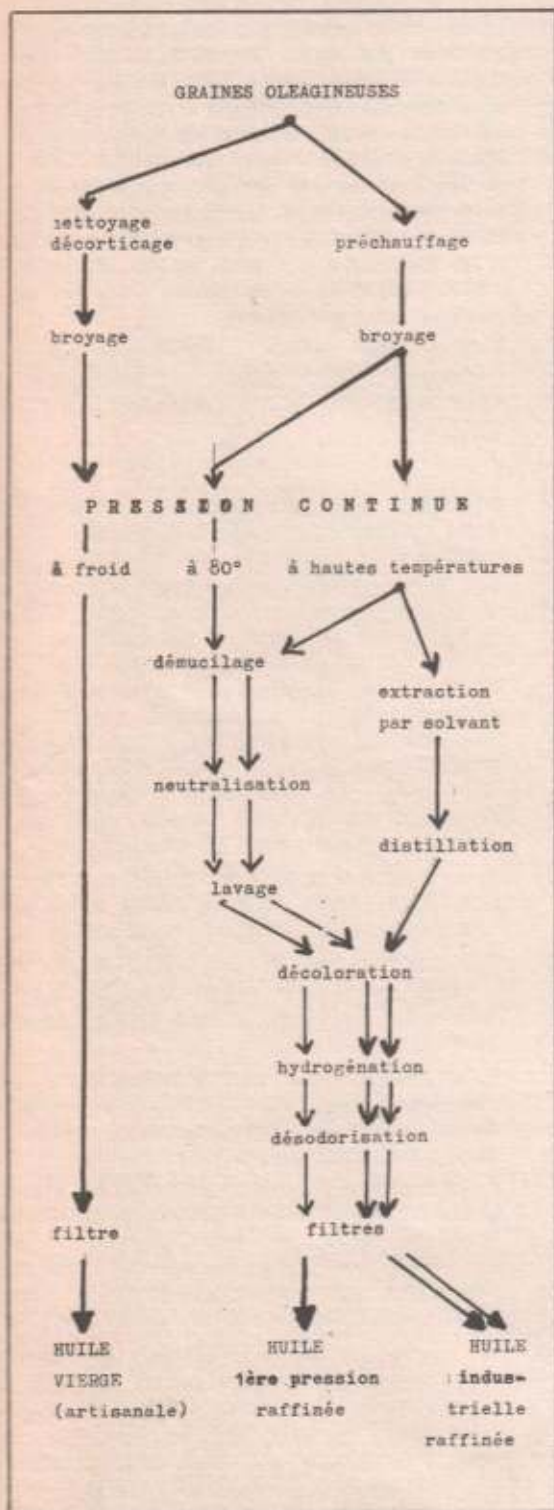 GRAINES OLEAGINEUSES
nettoyage
décorticage
préchauffage
broyage
broyage
PRESSION CONTINUE
à froid
à 80°
à hautes températures
démucilage
extraction
par solvant
neutralisation
distillation
lavage
décoloration
hydrogénation
désodorisation
filtre
filtres
HUILE
VIERGE
(artisanale)
HUILE
1ère pression
raffinée
HUILE
indus-
trielle
raffinée